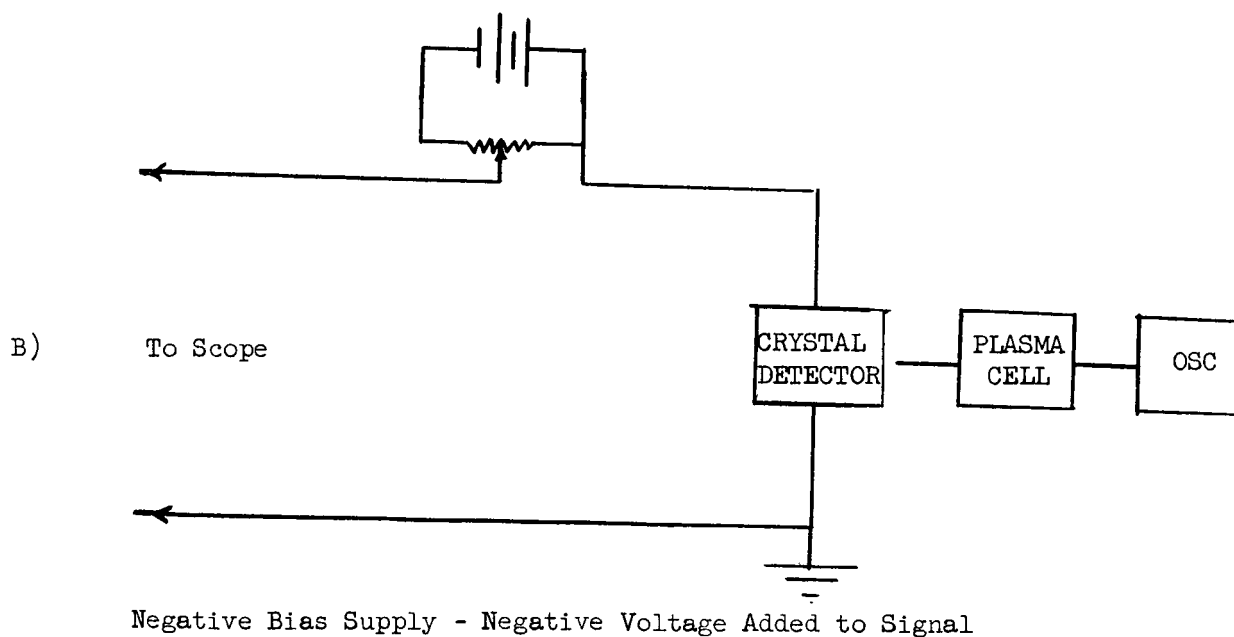 B) To Scope
CRYSTAL
DETECTOR
PLASMA
CELL
OSC
Negative Bias Supply - Negative Voltage Added to Signal